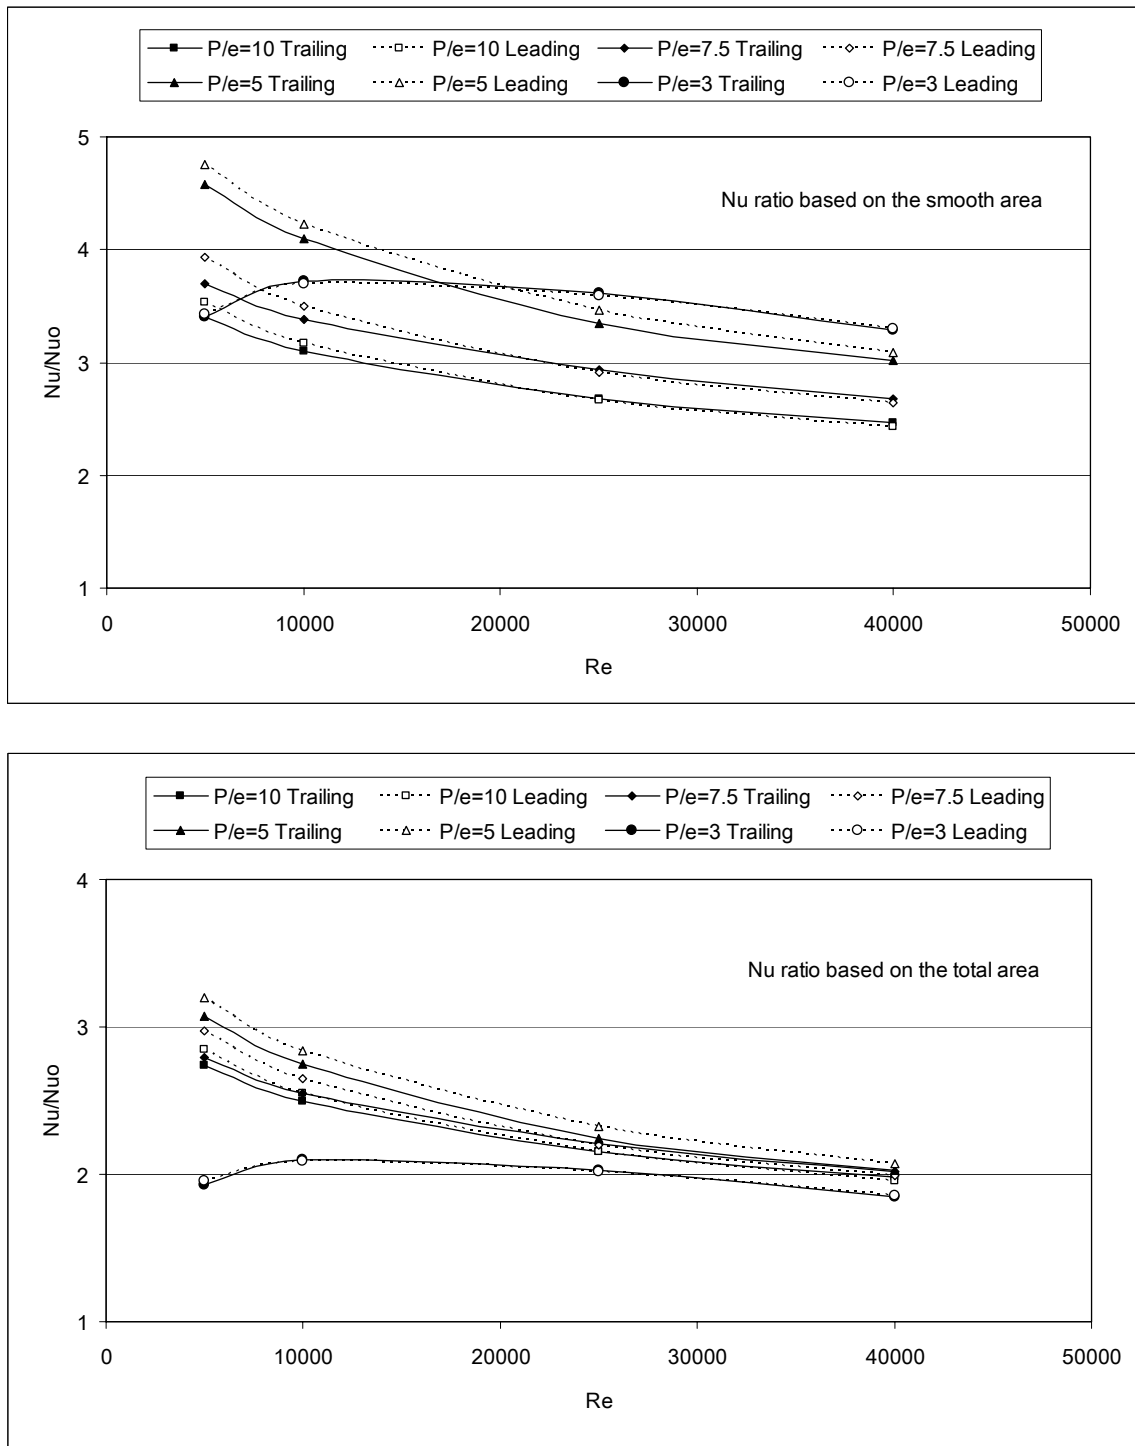 P/e=10 Trailing P/e=10 Leading P/e=7.5 Trailing P/e=7.5 Leading
P/e=5 Trailing P/e=5 Leading P/e=3 Trailing P/e=3 Leading
5
Nu ratio based on the smooth area
4
Nu/Nuo
3
2
1
0 10000 20000 30000 40000 50000
Re
P/e=10 Trailing P/e=10 Leading P/e=7.5 Trailing P/e=7.5 Leading
P/e=5 Trailing P/e=5 Leading P/e=3 Trailing P/e=3 Leading
4
Nu ratio based on the total area
3
Nu/Nuo
2
1
0 10000 20000 30000 40000 50000
Re